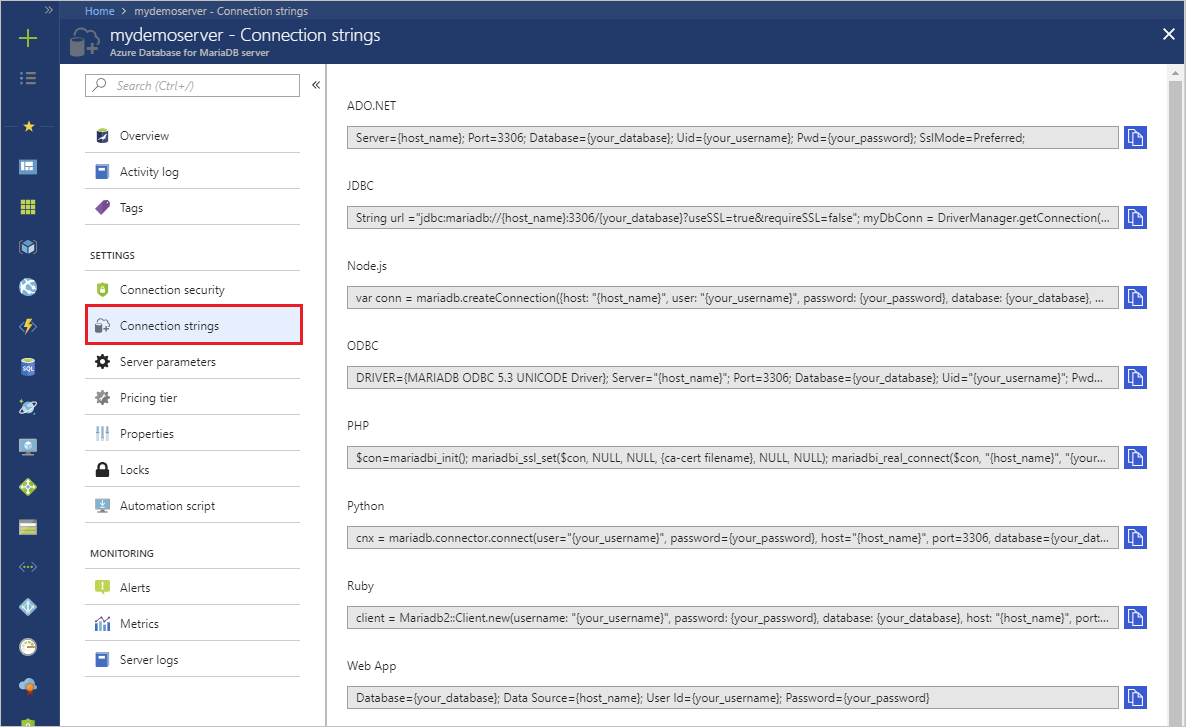 Home > mydemoserver - Connection strings
mydemoserver - Connection strings
Azure Database for MariaDB server
Search (Ctrl+/)
Overview
Activity log
Tags
SETTINGS
Connection security
Connection strings
Server parameters
Pricing tier
Properties
Locks
Automation script
MONITORING
Alerts
Metrics
Server logs
ADO.NET
Server={host_name}; Port=3306; Database={your_database}; Uid={your_username}; Pwd={your_password}; SslMode=Preferred;
JDBC
String url ="jdbc:mariadb://{host_name}:3306/{your_database}?useSSL=true&requireSSL=false"; myDbConn = DriverManager.getConnection(...
Node.js
var conn = mariadb.createConnection({host: "{host_name}", user: "{your_username}", password: {your_password}, database: {your_database}, ...
ODBC
DRIVER={MARIADB ODBC 5.3 UNICODE Driver}; Server="{host_name}"; Port=3306; Database={your_database}; Uid="{your_username}"; Pwd...
PHP
$con=mariadbi_init(); mariadbi_ssl_set($con, NULL, NULL, {ca-cert filename}, NULL, NULL); mariadbi_real_connect($con, "{host_name}", "{your...
Python
cnx = mariadb.connector.connect(user="{your_username}", password={your_password}, host="{host_name}", port=3306, database={your_dat...
Ruby
client = Mariadb2::Client.new(username: "{your_username}", password: {your_password}, database: {your_database}, host: "{host_name}", port:...
Web App
Database={your_database}; Data Source={host_name}; User Id={your_username}; Password={your_password}
SQL